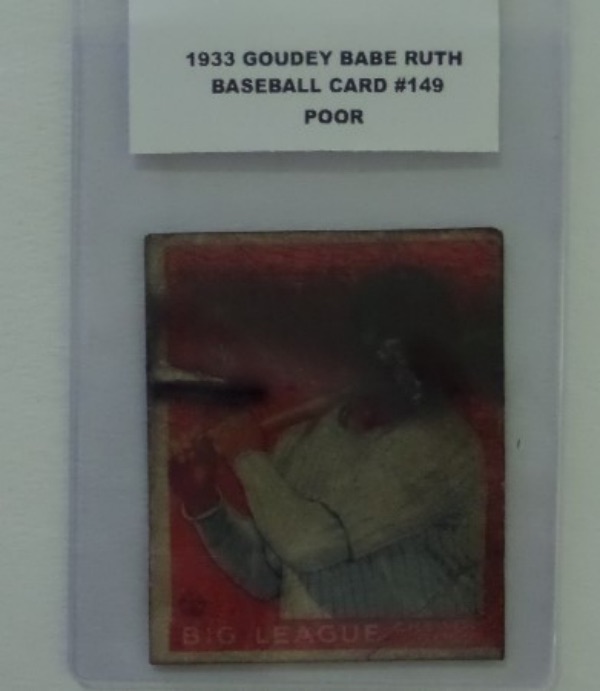 1933 GOUDEY BABE RUTH
BASEBALL CARD #149
POOR
BIG LEAGUE